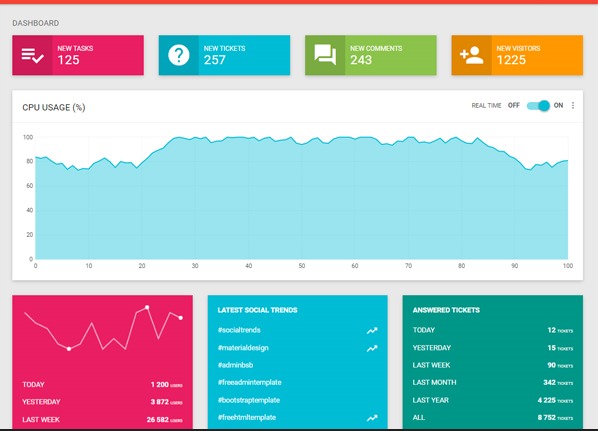 DASHBOARD
NEW TASKS
125
NEW TICKETS
257
NEW COMMENTS
243
NEW VISITORS
1225
CPU USAGE (%)
REAL TIME OFF ON
100
80
60
40
20
0
0 10 20 30 40 50 60 70 80 90 100
TODAY 1 200 USERS
YESTERDAY 3 872 USERS
LAST WEEK 26 582 USERS
LATEST SOCIAL TRENDS
#socialtrends
#materialdesign
#adminbsb
#freeadmintemplate
#bootstraptemplate
#freehtmltemplate
ANSWERED TICKETS
TODAY 12 TICKETS
YESTERDAY 15 TICKETS
LAST WEEK 90 TICKETS
LAST MONTH 342 TICKETS
LAST YEAR 4 225 TICKETS
ALL 8 752 TICKETS